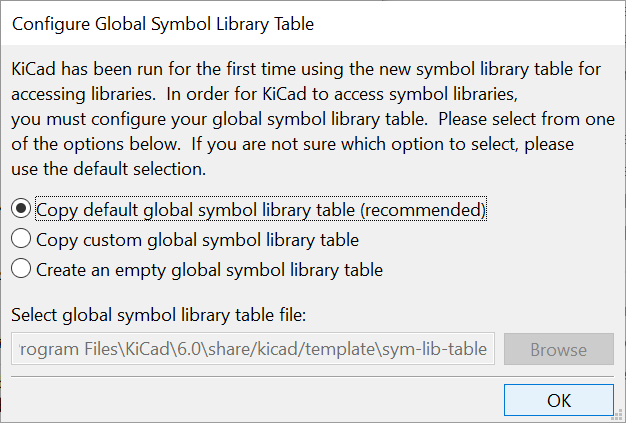 Configure Global Symbol Library Table
KiCad has been run for the first time using the new symbol library table for
accessing libraries.  In order for KiCad to access symbol libraries,
you must configure your global symbol library table.  Please select from one
of the options below.  If you are not sure which option to select, please
use the default selection.
Copy default global symbol library table (recommended)
Copy custom global symbol library table
Create an empty global symbol library table
Select global symbol library table file:
rogram Files\KiCad\6.0\share/kicad/template\sym-lib-table
Browse
OK